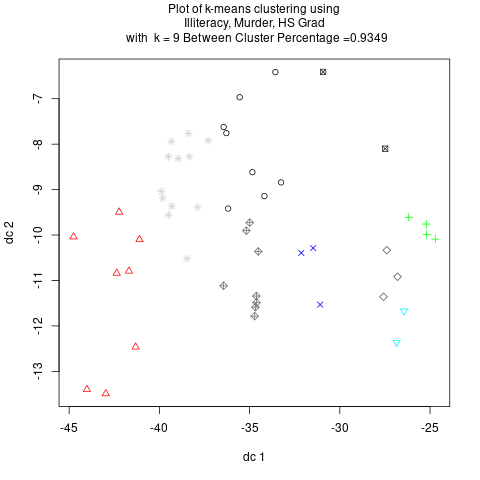 Plot of k-means clustering using
Illiteracy, Murder, HS Grad
with k = 9 Between Cluster Percentage =0.9349
-7
-8
-9
-10
-11
-12
-13
dc 2
-45
-40
-35
-30
-25
dc 1